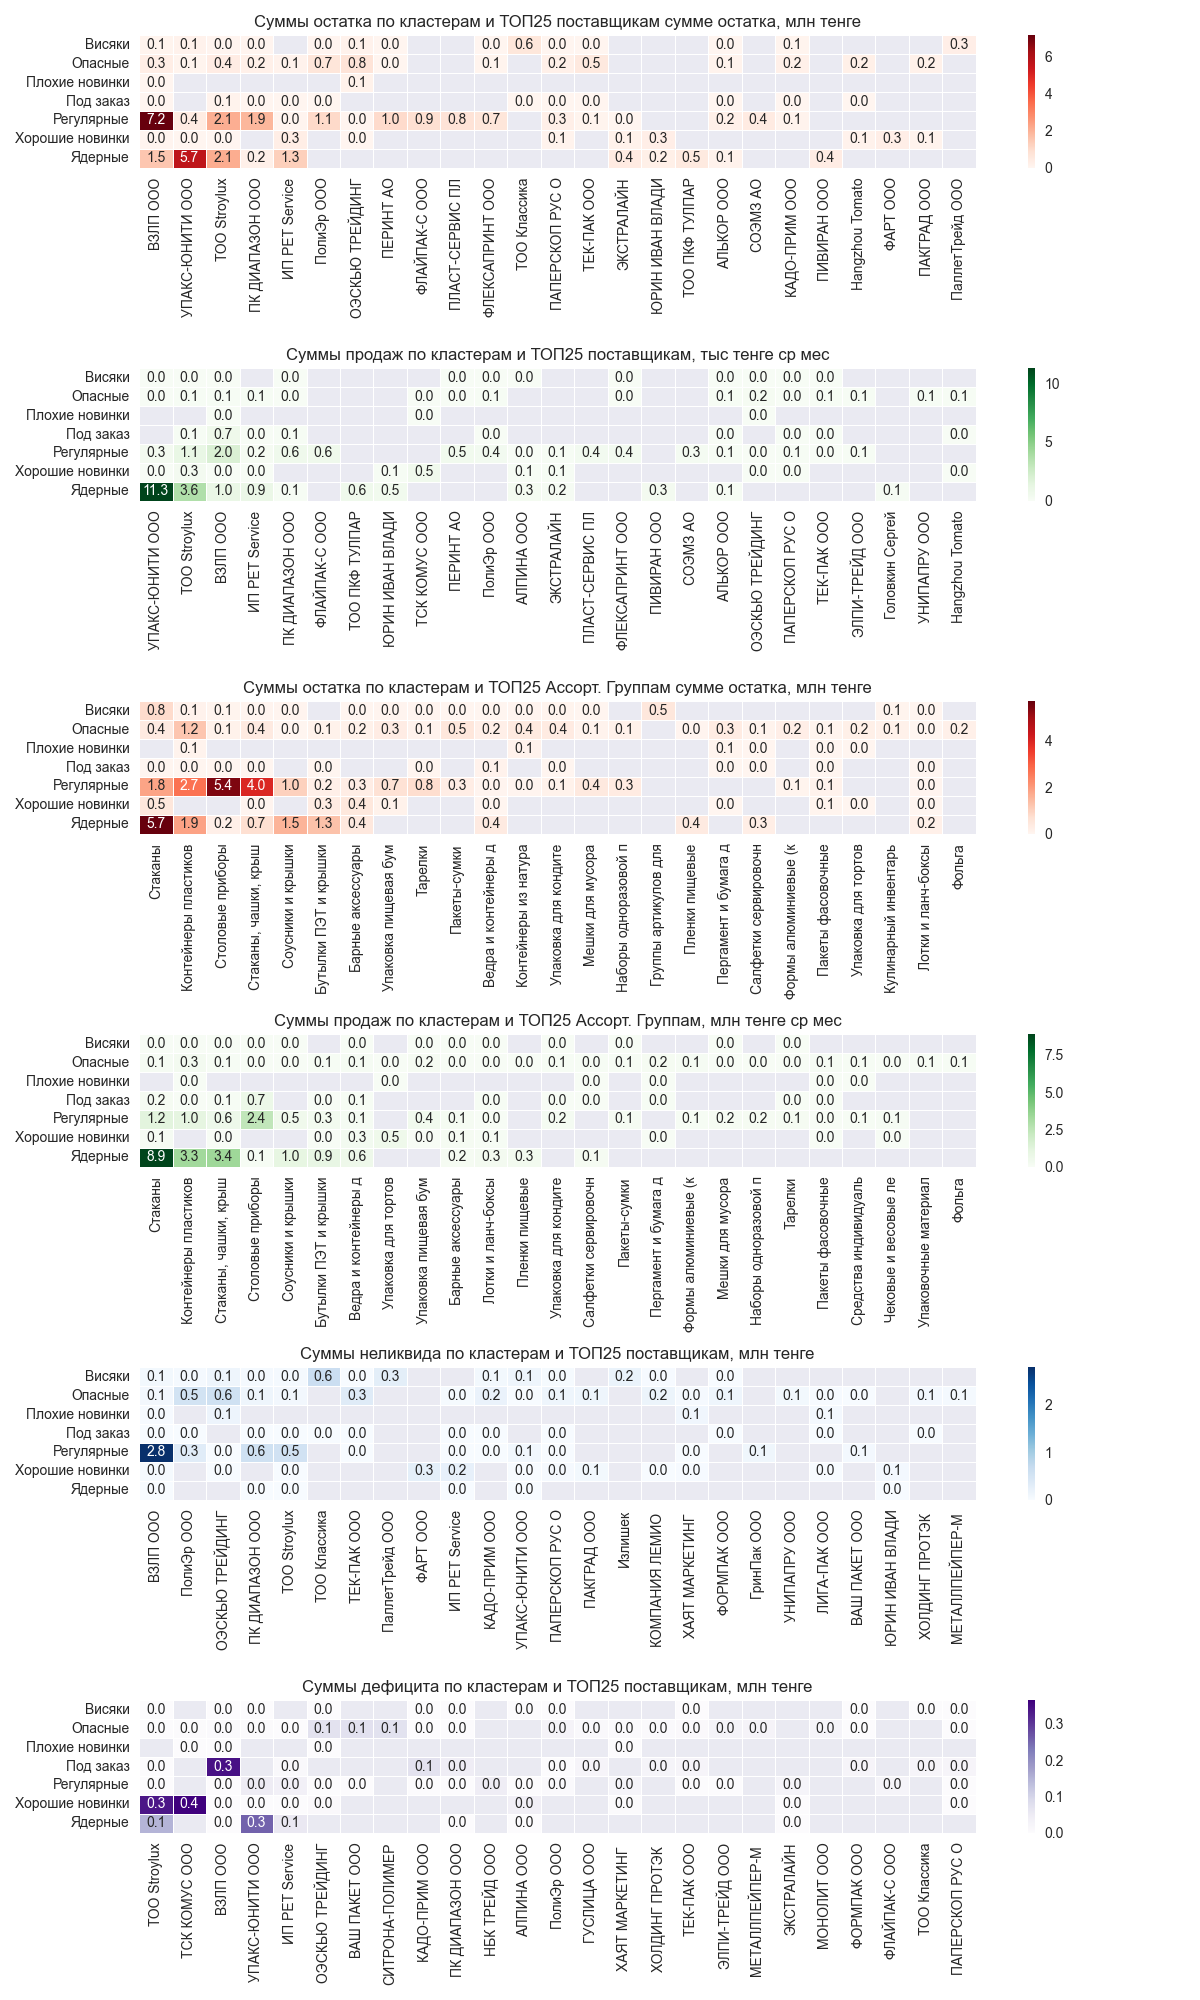 Суммы остатка по кластерам и ТОП25 поставщикам сумме остатка, млн тенге
Висяки 0.1 0.1 0.0 0.0 0.0 0.1 0.0 0.0 0.6 0.0 0.0 0.0 0.1 0.3
Опасные 0.3 0.1 0.4 0.2 0.1 0.7 0.8 0.0 0.1 0.2 0.5 0.1 0.2 0.2 0.2
Плохие новинки 0.0 0.1
Под заказ 0.0 0.1 0.0 0.0 0.0 0.0 0.0 0.0 0.0 0.0 0.0
Регулярные 7.2 0.4 2.1 1.9 0.0 1.1 0.0 1.0 0.9 0.8 0.7 0.3 0.1 0.0 0.2 0.4 0.1
Хорошие новинки 0.0 0.0 0.0 0.3 0.0 0.1 0.1 0.3 0.1 0.3 0.1
Ядерные 1.5 5.7 2.1 0.2 1.3 0.4 0.2 0.5 0.1 0.4
6
4
2
0
ВЗЛП ООО
УПАКС-ЮНИТИ ООО
ТОО Stroylux
ПК ДИАПАЗОН ООО
ИП РЕТ Service
ПолиЭр ООО
ОЭСКЬЮ ТРЕЙДИНГ
ПЕРИНТ АО
ФЛАЙПАК-С ООО
ПЛАСТ-СЕРВИС ПЛ
ФЛЕКСАПРИНТ ООО
ТОО Классика
ПАПЕРСКОП РУС О
ТЕК-ПАК ООО
ЭКСТРАЛАЙН
ЮРИН ИВАН ВЛАДИ
ТОО ПКФ ТУЛПАР
АЛЬКОР ООО
СОЭМЗ АО
КАДО-ПРИМ ООО
ПИВИРАН ООО
Hangzhou Tomato
ФАРТ ООО
ПАКГРАД ООО
ПаллетТрейд ООО
Суммы продаж по кластерам и ТОП25 поставщикам, тыс тенге ср мес
Висяки 0.0 0.0 0.0 0.0 0.0 0.0 0.0 0.0 0.0 0.0 0.0 0.0
Опасные 0.0 0.1 0.1 0.1 0.0 0.0 0.0 0.1 0.0 0.1 0.2 0.0 0.1 0.1 0.1 0.1
Плохие новинки 0.0 0.0 0.0
Под заказ 0.1 0.7 0.0 0.1 0.0 0.0 0.0 0.0 0.0
Регулярные 0.3 1.1 2.0 0.2 0.6 0.6 0.5 0.4 0.0 0.1 0.4 0.4 0.3 0.1 0.0 0.1 0.0 0.1
Хорошие новинки 0.0 0.3 0.0 0.0 0.1 0.5 0.1 0.1 0.0 0.0 0.0
Ядерные 11.3 3.6 1.0 0.9 0.1 0.6 0.5 0.3 0.2 0.3 0.1 0.1
10
5
0
УПАКС-ЮНИТИ ООО
ТОО Stroylux
ВЗЛП ООО
ИП РЕТ Service
ПК ДИАПАЗОН ООО
ФЛАЙПАК-С ООО
ТОО ПКФ ТУЛПАР
ЮРИН ИВАН ВЛАДИ
ТСК КОМУС ООО
ПЕРИНТ АО
ПолиЭр ООО
АЛПИНА ООО
ЭКСТРАЛАЙН
ПЛАСТ-СЕРВИС ПЛ
ФЛЕКСАПРИНТ ООО
ПИВИРАН ООО
СОЭМЗ АО
АЛЬКОР ООО
ОЭСКЬЮ ТРЕЙДИНГ
ПАПЕРСКОП РУС О
ТЕК-ПАК ООО
ЭЛПИ-ТРЕЙД ООО
Головкин Сергей
УНИПАПРУ ООО
Hangzhou Tomato
Суммы остатка по кластерам и ТОП25 Ассорт. Группам сумме остатка, млн тенге
Висяки 0.8 0.1 0.1 0.0 0.0 0.0 0.0 0.0 0.0 0.0 0.0 0.0 0.0 0.5 0.1 0.0
Опасные 0.4 1.2 0.1 0.4 0.0 0.1 0.2 0.3 0.1 0.5 0.2 0.4 0.4 0.1 0.1 0.0 0.3 0.1 0.2 0.1 0.2 0.1 0.0 0.2
Плохие новинки 0.1 0.1 0.1 0.0 0.0 0.0
Под заказ 0.0 0.0 0.0 0.0 0.0 0.0 0.1 0.0 0.0 0.0 0.0 0.0
Регулярные 1.8 2.7 5.4 4.0 1.0 0.2 0.3 0.7 0.8 0.3 0.0 0.0 0.1 0.4 0.3 0.1 0.1 0.0
Хорошие новинки 0.5 0.0 0.3 0.4 0.1 0.0 0.0 0.1 0.0 0.0
Ядерные 5.7 1.9 0.2 0.7 1.5 1.3 0.4 0.4 0.4 0.3 0.2
4
2
0
Стаканы
Контейнеры пластиков
Столовые приборы
Стаканы, чашки, крыш
Соусники и крышки
Бутылки ПЭТ и крышки
Барные аксессуары
Упаковка пищевая бум
Тарелки
Пакеты-сумки
Ведра и контейнеры д
Контейнеры из натура
Упаковка для кондите
Мешки для мусора
Наборы одноразовой п
Группы артикулов для
Пленки пищевые
Пергамент и бумага д
Салфетки сервировочн
Формы алюминиевые (к
Пакеты фасовочные
Упаковка для тортов
Кулинарный инвентарь
Лотки и ланч-боксы
Фольга
Суммы продаж по кластерам и ТОП25 Ассорт. Группам, млн тенге ср мес
Висяки 0.0 0.0 0.0 0.0 0.0 0.0 0.0 0.0 0.0 0.0 0.0 0.0 0.0
Опасные 0.1 0.3 0.1 0.0 0.0 0.1 0.1 0.0 0.2 0.0 0.0 0.0 0.1 0.0 0.1 0.2 0.1 0.0 0.0 0.0 0.1 0.1 0.0 0.1 0.1
Плохие новинки 0.0 0.0 0.0 0.0 0.0 0.0
Под заказ 0.2 0.0 0.1 0.7 0.0 0.1 0.0 0.0 0.0 0.0 0.0 0.0
Регулярные 1.2 1.0 0.6 2.4 0.5 0.3 0.1 0.4 0.1 0.0 0.2 0.1 0.1 0.2 0.2 0.1 0.0 0.1 0.1
Хорошие новинки 0.1 0.0 0.0 0.3 0.5 0.0 0.1 0.1 0.0 0.0 0.0
Ядерные 8.9 3.3 3.4 0.1 1.0 0.9 0.6 0.2 0.3 0.3 0.1
7.5
5.0
2.5
0.0
Стаканы
Контейнеры пластиков
Стаканы, чашки, крыш
Столовые приборы
Соусники и крышки
Бутылки ПЭТ и крышки
Ведра и контейнеры д
Упаковка для тортов
Упаковка пищевая бум
Барные аксессуары
Лотки и ланч-боксы
Пленки пищевые
Упаковка для кондите
Салфетки сервировочн
Пакеты-сумки
Пергамент и бумага д
Формы алюминиевые (к
Мешки для мусора
Наборы одноразовой п
Тарелки
Пакеты фасовочные
Средства индивидуаль
Чековые и весовые ле
Упаковочные материал
Фольга
Суммы неликвида по кластерам и ТОП25 поставщикам, млн тенге
Висяки 0.1 0.0 0.1 0.0 0.0 0.6 0.0 0.3 0.1 0.1 0.0 0.2 0.0 0.0
Опасные 0.1 0.5 0.6 0.1 0.1 0.3 0.0 0.2 0.0 0.1 0.1 0.2 0.0 0.1 0.1 0.0 0.0 0.1 0.1
Плохие новинки 0.0 0.1 0.1 0.1
Под заказ 0.0 0.0 0.0 0.0 0.0 0.0 0.0 0.0 0.0 0.0 0.0 0.0 0.0
Регулярные 2.8 0.3 0.0 0.6 0.5 0.0 0.0 0.0 0.1 0.0 0.0 0.1 0.1
Хорошие новинки 0.0 0.0 0.0 0.3 0.2 0.0 0.0 0.1 0.0 0.0 0.0 0.1
Ядерные 0.0 0.0 0.0 0.0 0.0 0.0
2
1
0
ВЗЛП ООО
ПолиЭр ООО
ОЭСКЬЮ ТРЕЙДИНГ
ПК ДИАПАЗОН ООО
ТОО Stroylux
ТОО Классика
ТЕК-ПАК ООО
ПаллетТрейд ООО
ФАРТ ООО
ИП РЕТ Service
КАДО-ПРИМ ООО
УПАКС-ЮНИТИ ООО
ПАПЕРСКОП РУС О
ПАКГРАД ООО
Излишек
КОМПАНИЯ ЛЕМИО
ХАЯТ МАРКЕТИНГ
ФОРМПАК ООО
ГринПак ООО
УНИПАПРУ ООО
ЛИГА-ПАК ООО
ВАШ ПАКЕТ ООО
ЮРИН ИВАН ВЛАДИ
ХОЛДИНГ ПРОТЭК
МЕТАЛЛПЕЙПЕР-М
Суммы дефицита по кластерам и ТОП25 поставщикам, млн тенге
Висяки 0.0 0.0 0.0 0.0 0.0 0.0 0.0 0.0 0.0 0.0 0.0 0.0
Опасные 0.0 0.0 0.0 0.0 0.0 0.1 0.1 0.1 0.0 0.0 0.0 0.0 0.0 0.0 0.0 0.0 0.0 0.0 0.0 0.0
Плохие новинки 0.0 0.0 0.0 0.0
Под заказ 0.0 0.3 0.0 0.1 0.0 0.0 0.0 0.0 0.0 0.0 0.0 0.0
Регулярные 0.0 0.0 0.0 0.0 0.0 0.0 0.0 0.0 0.0 0.0 0.0 0.0 0.0 0.0 0.0 0.0 0.0 0.0
Хорошие новинки 0.3 0.4 0.0 0.0 0.0 0.0 0.0 0.0 0.0 0.0
Ядерные 0.1 0.0 0.3 0.1 0.0 0.0 0.0
0.3
0.2
0.1
0.0
ТОО Stroylux
ТСК КОМУС ООО
ВЗЛП ООО
УПАКС-ЮНИТИ ООО
ИП РЕТ Service
ОЭСКЬЮ ТРЕЙДИНГ
ВАШ ПАКЕТ ООО
СИТРОНА-ПОЛИМЕР
КАДО-ПРИМ ООО
ПК ДИАПАЗОН ООО
НБК ТРЕЙД ООО
АЛПИНА ООО
ПолиЭр ООО
ГУСЛИЦА ООО
ХАЯТ МАРКЕТИНГ
ХОЛДИНГ ПРОТЭК
ТЕК-ПАК ООО
ЭЛПИ-ТРЕЙД ООО
МЕТАЛЛПЕЙПЕР-М
ЭКСТРАЛАЙН
МОНОЛИТ ООО
ФОРМПАК ООО
ФЛАЙПАК-С ООО
ТОО Классика
ПАПЕРСКОП РУС О